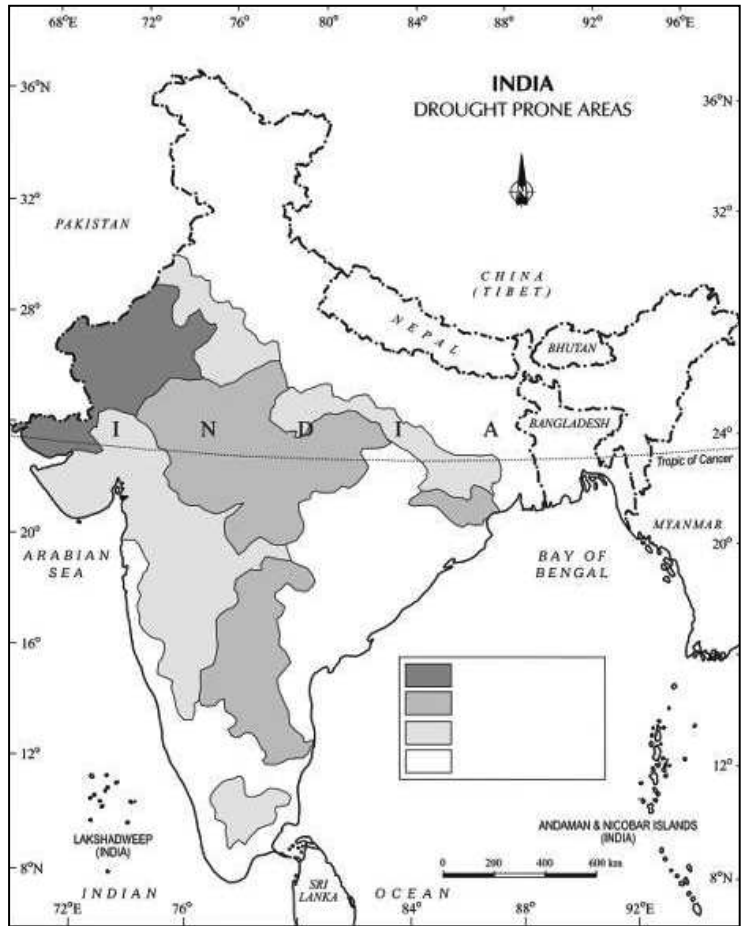 68°E 72° 76° 80° 84° 88° 92° 96°E
INDIA
DROUGHT PRONE AREAS
36°N 36°N
N
32° 32°
PAKISTAN
CHINA
(TIBET)
28° 28°
NEPAL
BHUTAN
I N D I A
BANGLADESH
24° 24°
Tropic of Cancer
MYANMAR
20° 20°
ARABIAN
SEA
BAY OF
BENGAL
16° 16°
12° 12°
LAKSHADWEEP
(INDIA)
ANDAMAN & NICOBAR ISLANDS
(INDIA)
8°N 8°N
0 200 400 600 km
SRI
LANKA
INDIAN OCEAN
72°E 76° 80° 84° 88° 92°E